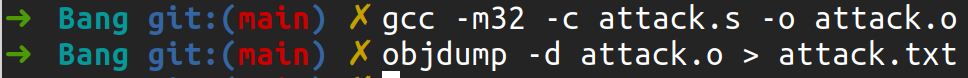 ➜ Bang git:(main) ✗ gcc -m32 -c attack.s -o attack.o
➜ Bang git:(main) ✗ objdump -d attack.o > attack.txt